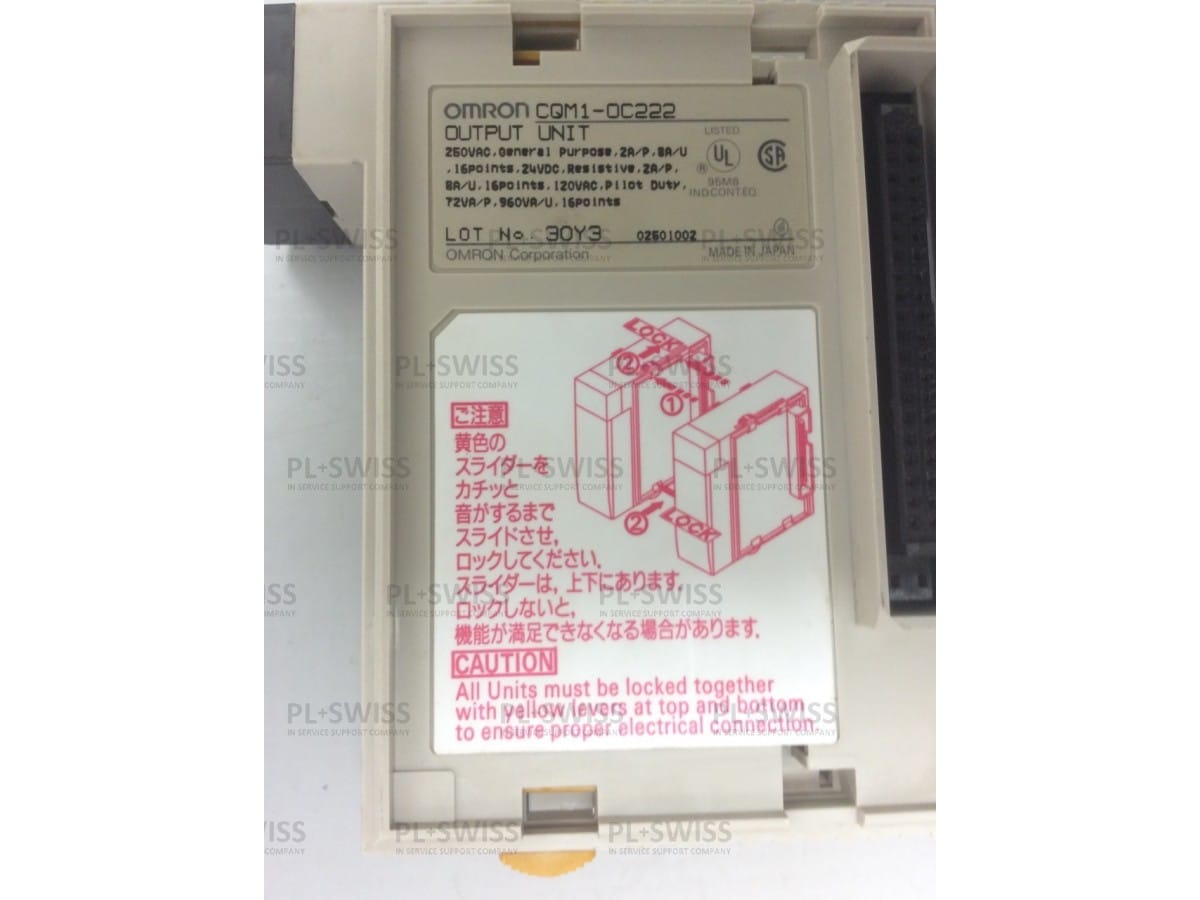 OMRON CQM1-OC222
OUTPUT UNIT
250VAC,General Purpose,2A/P,8A/U
,16points,24VDC,Resistive,2A/P,
8A/U,16points,120VAC,Pilot Duty,
72VA/P,960VA/U,16points
LISTED
UL
®
SA
95M8
IND.CONT.EQ.
LOT No. 30Y3 02501002
OMRON Corporation MADE IN JAPAN
LOCK
②
①
②
LOCK
ご注意
黄色の
スライダーを
カチッと
音がするまで
スライドさせ,
ロックしてください.
スライダーは,上下にあります.
ロックしないと,
機能が満足できなくなる場合があります.
CAUTION
All Units must be locked together
with yellow levers at top and bottom
to ensure proper electrical connection.
PL+SWISS
IN SERVICE SUPPORT COMPANY